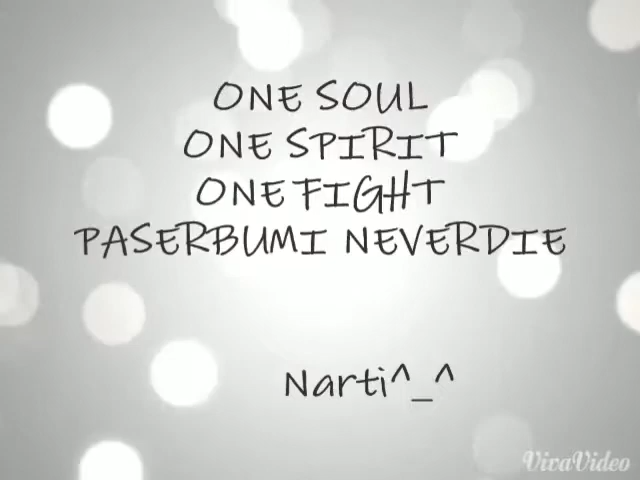 ONE SOUL
ONE SPIRIT
ONE FIGHT
PASERBUMI NEVERDIE
Narti^_^
VivaVideo